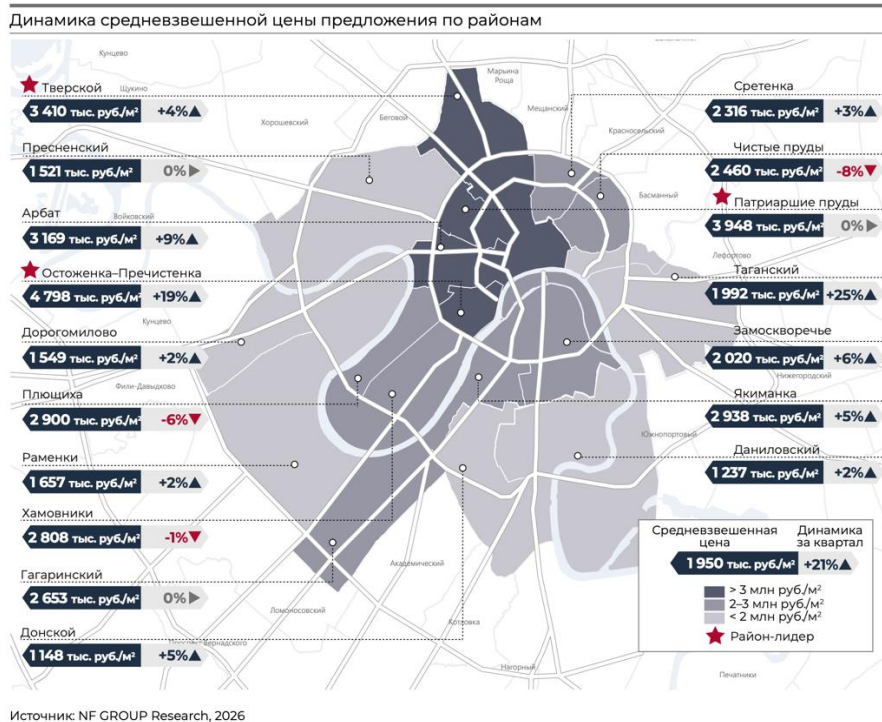 Динамика средневзвешенной цены предложения по районам
Кунцево
Марьина
Роща
Тверской
Щукино
3 410 тыс. руб./м² +4%
Хорошевский
Беговой
Мещанский
Сретенка
2 316 тыс. руб./м² +3%
Красносельский
Пресненский
1 521 тыс. руб./м² 0%
Чистые пруды
2 460 тыс. руб./м² -8%
Басманный
Арбат
Войковский
3 169 тыс. руб./м² +9%
Патриаршие пруды
3 948 тыс. руб./м² 0%
Лефортово
Остоженка–Пречистенка
4 798 тыс. руб./м² +19%
Таганский
1 992 тыс. руб./м² +25%
Кунцево
Дорогомилово
1 549 тыс. руб./м² +2%
Замоскворечье
2 020 тыс. руб./м² +6%
Нижегородский
Фили-Давыдково
Плющиха
2 900 тыс. руб./м² -6%
Якиманка
2 938 тыс. руб./м² +5%
Южнопортовый
Раменки
1 657 тыс. руб./м² +2%
Даниловский
1 237 тыс. руб./м² +2%
Хамовники
2 808 тыс. руб./м² -1%
Гагаринский
2 653 тыс. руб./м² 0%
Академический
Ломоносовский
Котловка
Донской
1 148 тыс. руб./м² +5%
Вернадского
Нагорный
Печатники
Средневзвешенная цена
Динамика за квартал
1 950 тыс. руб./м² +21%
> 3 млн руб./м²
2–3 млн руб./м²
< 2 млн руб./м²
Район-лидер
Источник: NF GROUP Research, 2026